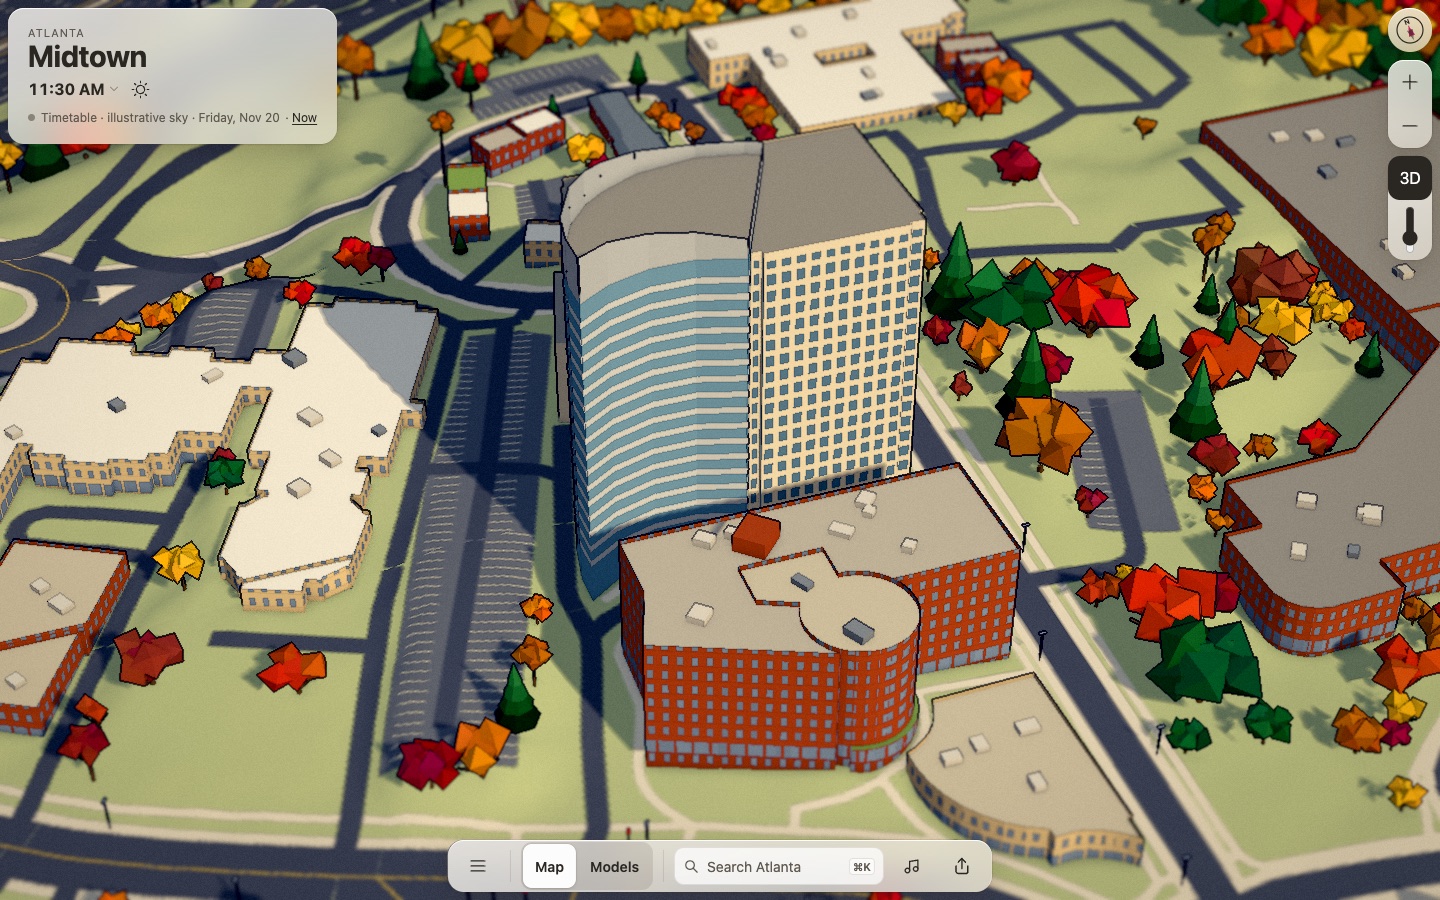 ATLANTA
Midtown
11:30 AM
Timetable · illustrative sky · Friday, Nov 20 · Now
N
3D
Map
Models
Search Atlanta
⌘K